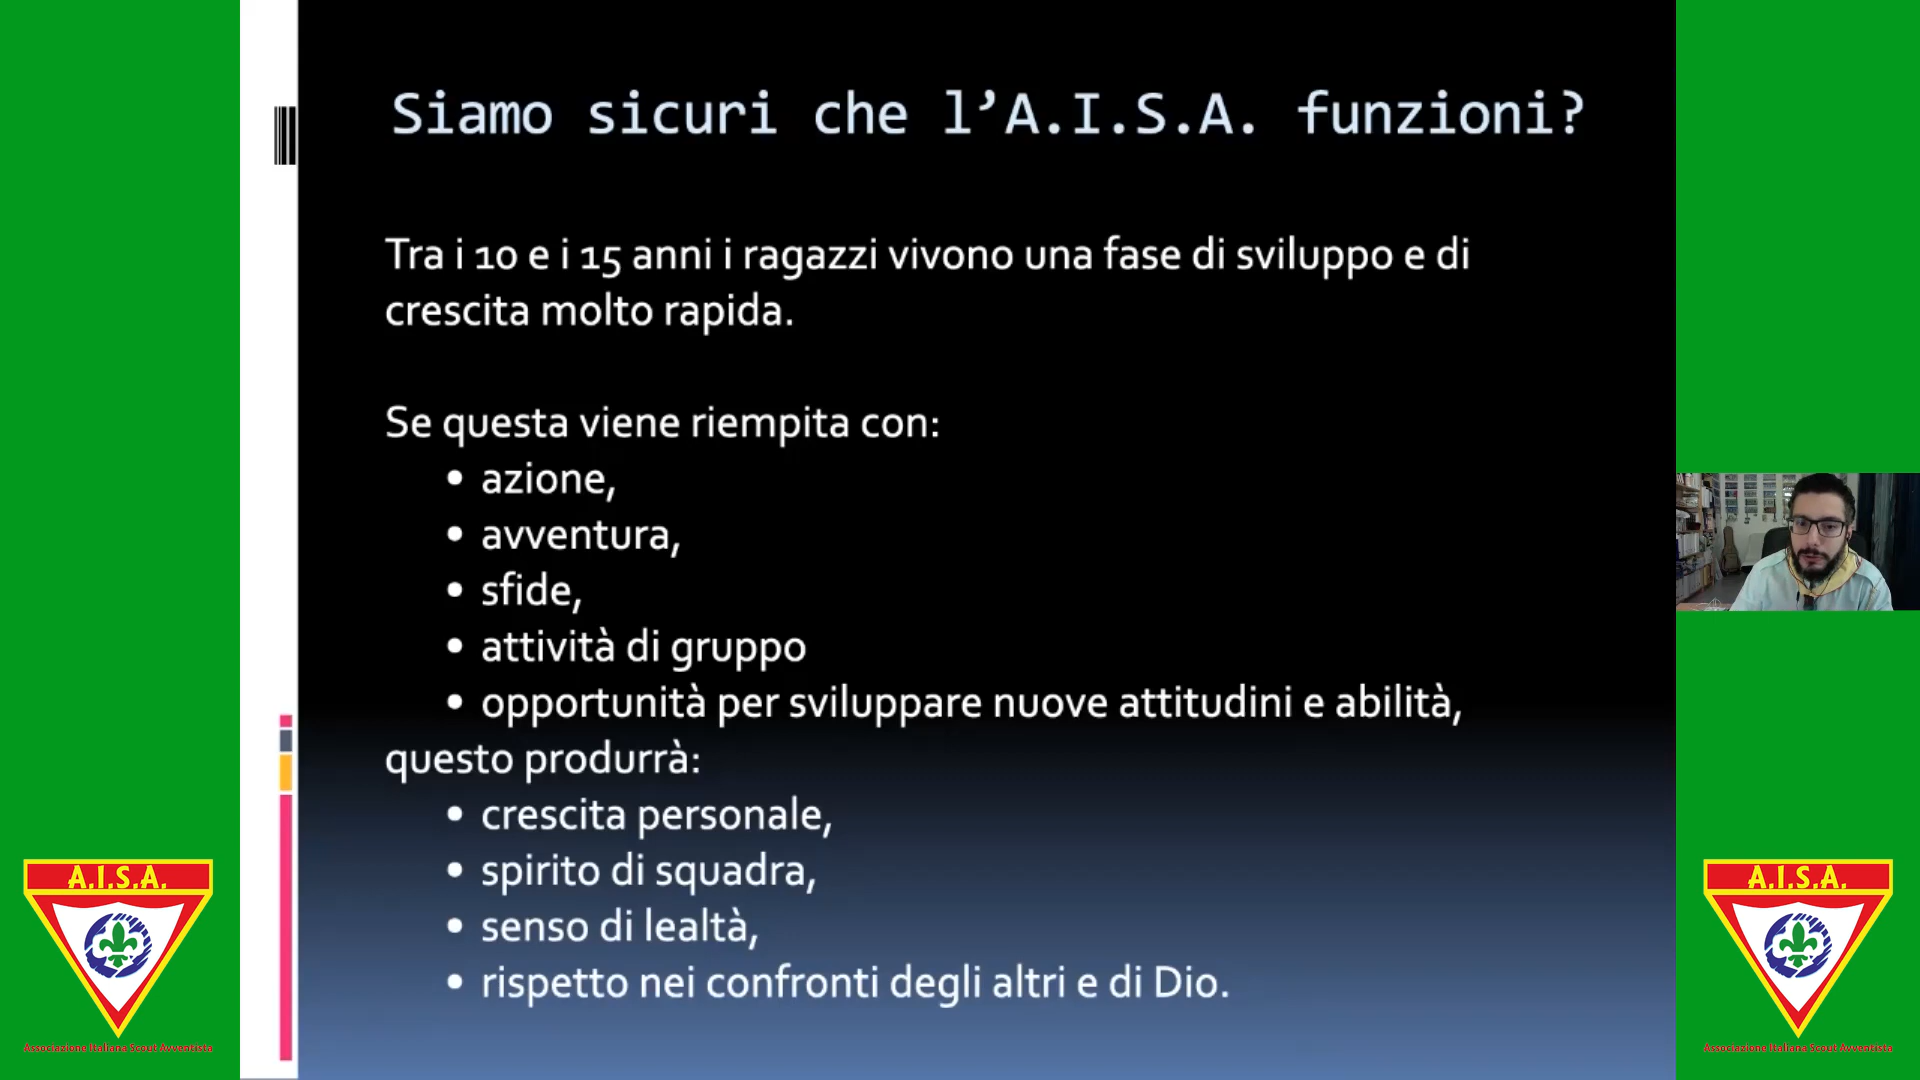 Siamo sicuri che l’A.I.S.A. funzioni?
Tra i 10 e i 15 anni i ragazzi vivono una fase di sviluppo e di
crescita molto rapida.
Se questa viene riempita con:
• azione,
• avventura,
• sfide,
• attività di gruppo
• opportunità per sviluppare nuove attitudini e abilità,
questo produrrà:
• crescita personale,
• spirito di squadra,
• senso di lealtà,
• rispetto nei confronti degli altri e di Dio.
A.I.S.A.
Associazione Italiana Scout Avventista
A.I.S.A.
Associazione Italiana Scout Avventista